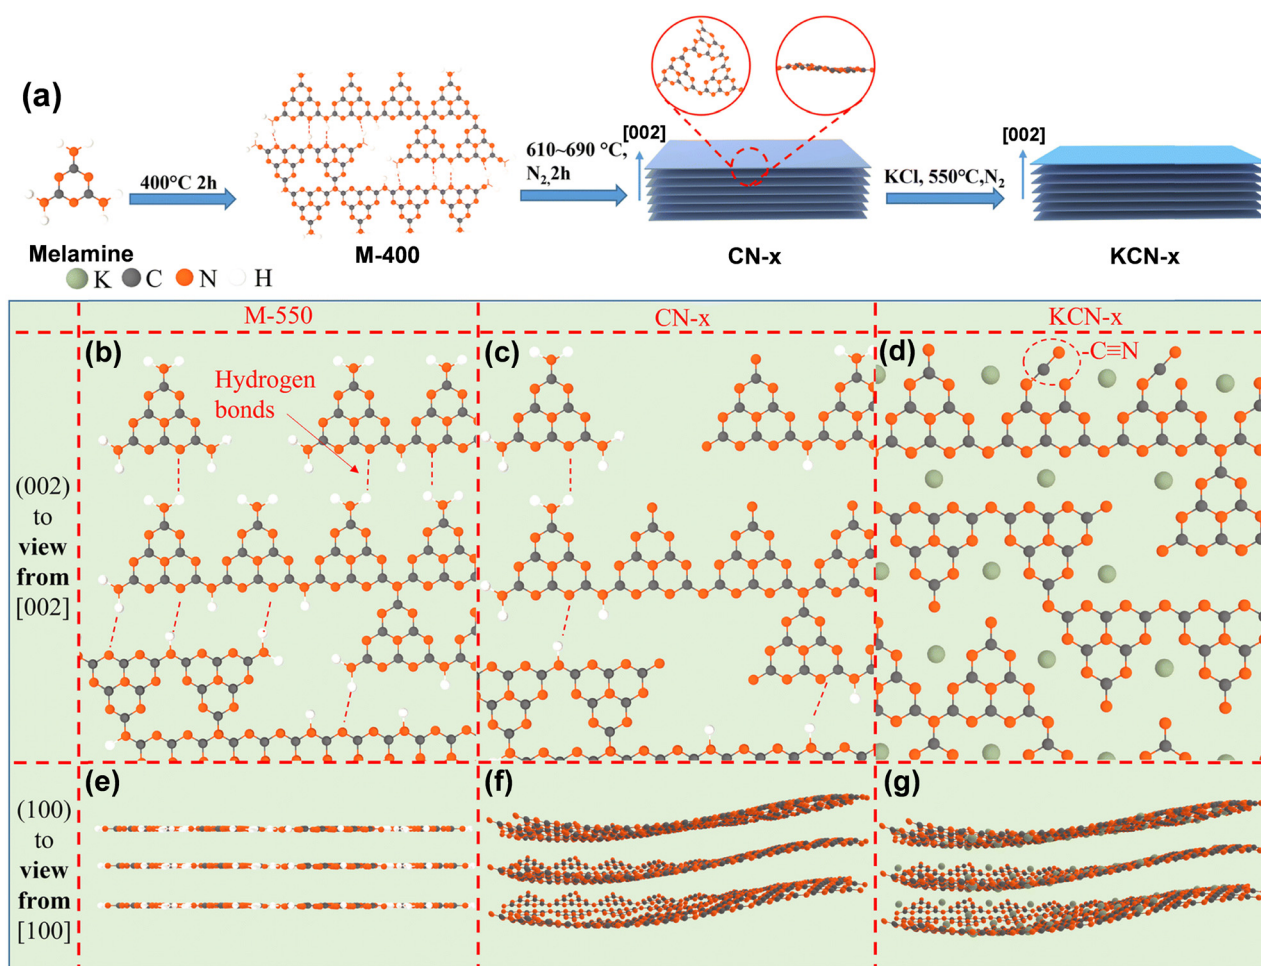 (a)
Melamine
400°C 2h
M-400
610~690 °C,
N₂,2h
[002]
CN-x
KCl, 550°C,N₂
[002]
KCN-x
K C N H
M-550
CN-x
KCN-x
(002)
to
view
from
[002]
(b)
Hydrogen
bonds
(c)
(d)
-C≡N
(100)
to
view
from
[100]
(e)
(f)
(g)